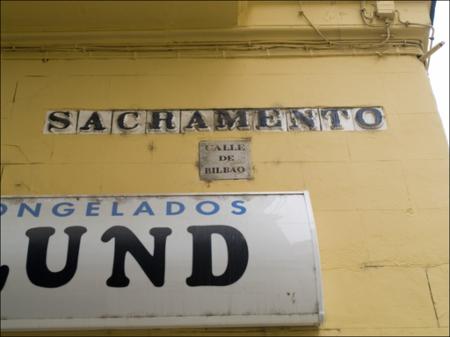 SACRAMENTO
CALLE
DE
BILBAO
ONGELADOS
LUND